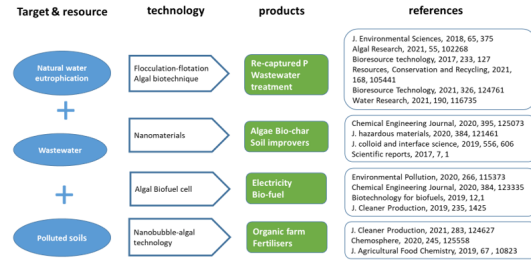 Target & resource
technology
products
references
Natural water
eutrophication
+
Wastewater
+
Polluted soils
Flocculation-flotation
Algal biotechnique
Nanomaterials
Algal Biofuel cell
Nanobubble-algal
technology
Re-captured P
Wastewater
treatment
Algae Bio-char
Soil improvers
Electricity
Bio-fuel
Organic farm
Fertilisers
J. Environmental Sciences, 2018, 65, 375
Algal Research, 2021, 55, 102268
Bioresource technology, 2017, 233, 127
Resources, Conservation and Recycling, 2021,
168, 105441
Bioresource Technology, 2021, 326, 124761
Water Research, 2021, 190, 116735
Chemical Engineering Journal, 2020, 395, 125073
J. hazardous materials, 2020, 384, 121461
J. colloid and interface science, 2019, 556, 606
Scientific reports, 2017, 7, 1
Environmental Pollution, 2020, 266, 115373
Chemical Engineering Journal, 2020, 384, 123335
Biotechnology for biofuels, 2019, 12,1
J. Cleaner Production, 2019, 235, 1425
J. Cleaner Production, 2021, 283, 124627
Chemosphere, 2020, 245, 125558
J. Agricultural Food Chemistry, 2019, 67 , 10823